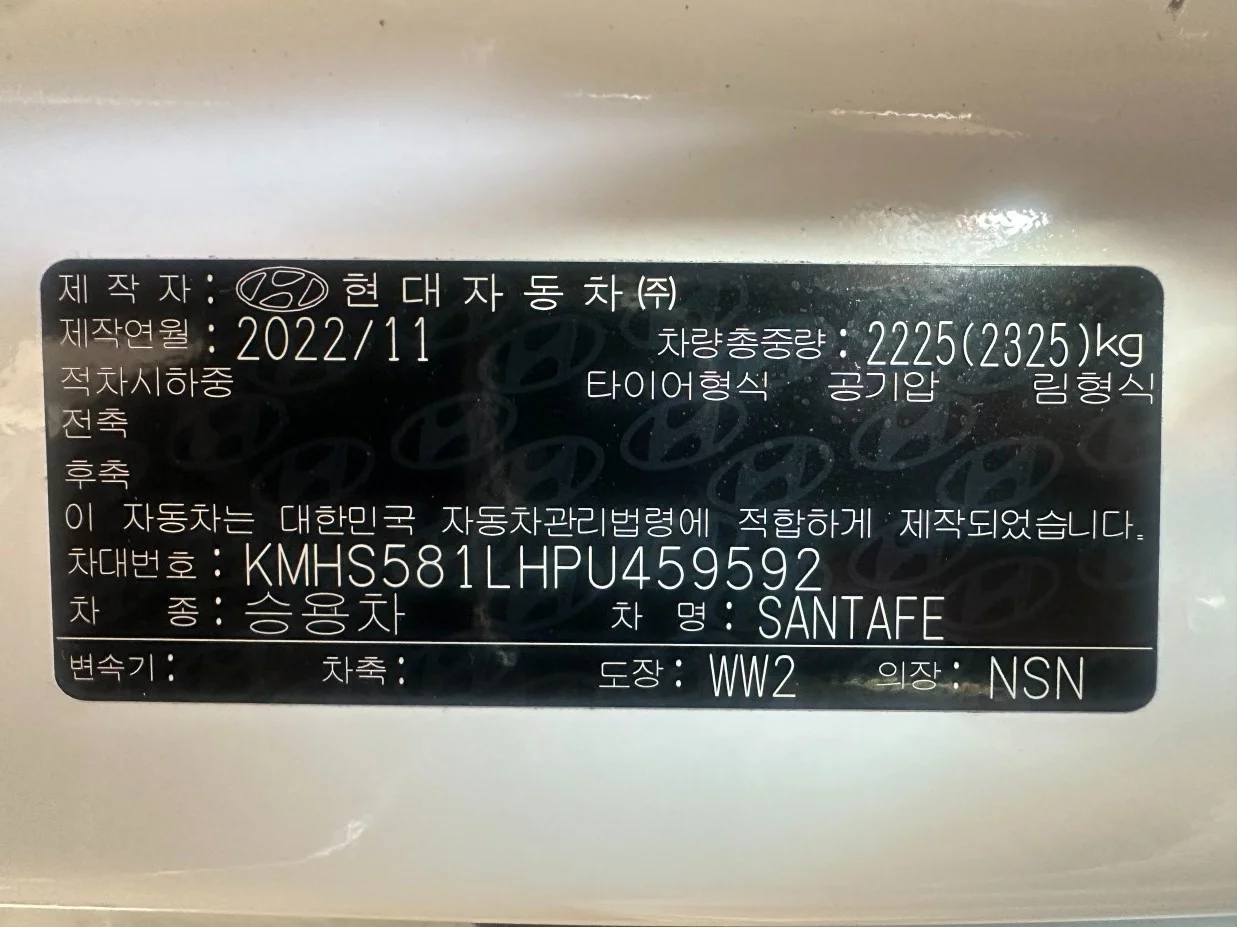 제 작 자 : 현 대 자 동 차 ㈜
제작연월 : 2022/11 차량총중량 : 2225(2325)kg
적차시하중 타이어형식 공기압 림형식
전축
후축
이 자동차는 대한민국 자동차관리법령에 적합하게 제작되었습니다.
차대번호 : KMHS581LHPU459592
차 종 : 승용차 차 명 : SANTAFE
변속기 : 차축 : 도장 : WW2 의장 : NSN